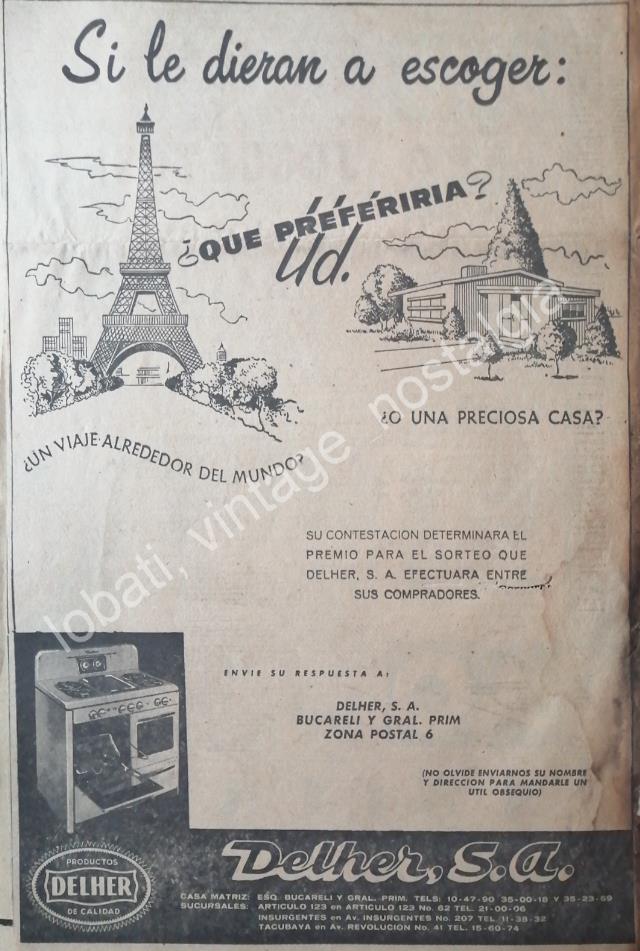 Si le dieran a escoger:
¿QUE PREFERIRIA?
Ud.
¿UN VIAJE ALREDEDOR DEL MUNDO?
¿O UNA PRECIOSA CASA?
SU CONTESTACION DETERMINARA EL
PREMIO PARA EL SORTEO QUE
DELHER, S. A. EFECTUARA ENTRE
SUS COMPRADORES.
ENVIE SU RESPUESTA A:
DELHER, S. A.
BUCARELI Y GRAL. PRIM
ZONA POSTAL 6
(NO OLVIDE ENVIARNOS SU NOMBRE
Y DIRECCION PARA MANDARLE UN
UTIL OBSEQUIO)
PRODUCTOS
DELHER
DE CALIDAD
Delher, S.A.
CASA MATRIZ: ESQ. BUCARELI Y GRAL. PRIM. TELS: 10-47-90 35-00-18 Y 35-23-69
SUCURSALES: ARTICULO 123 en ARTICULO 123 No. 62 TEL. 21-00-06
INSURGENTES en Av. INSURGENTES No. 207 TEL. 11-38-32
TACUBAYA en Av. REVOLUCION No. 41 TEL. 15-60-74
lobati, vintage nostalgia